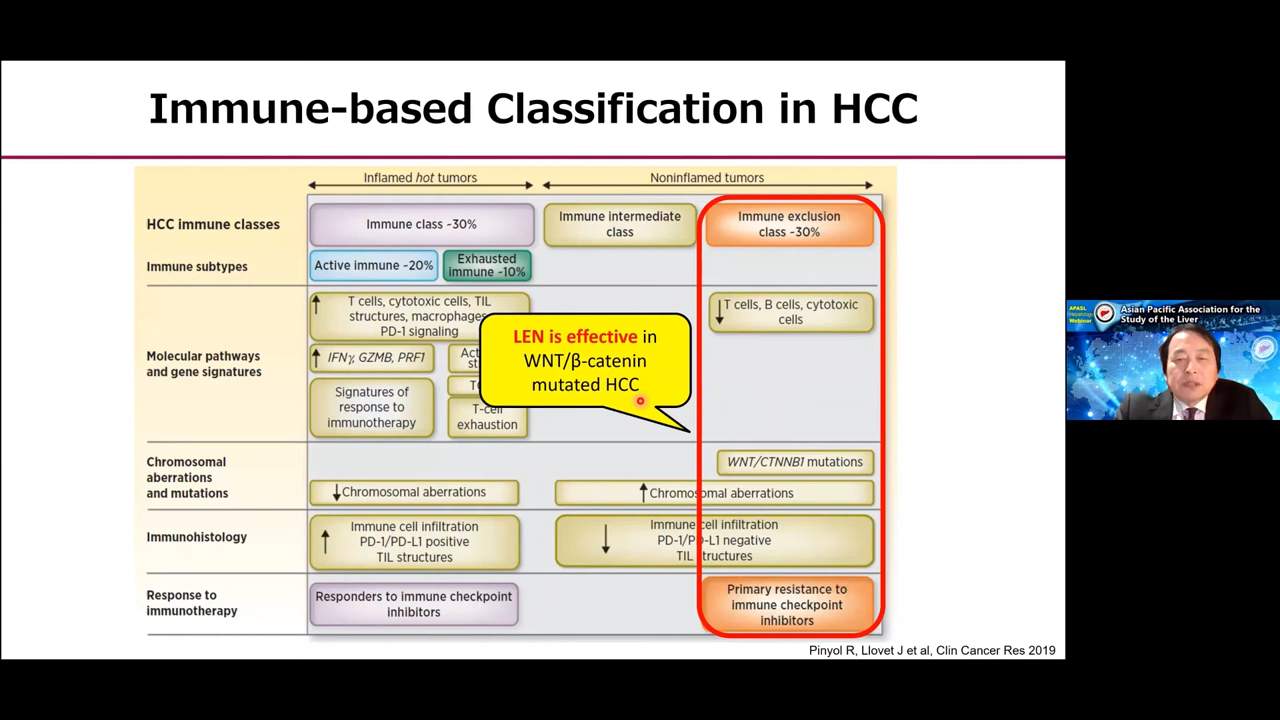 Immune-based Classification in HCC
Inflamed hot tumors
Noninflamed tumors
HCC immune classes
Immune class ~30%
Immune intermediate
class
Immune exclusion
class ~30%
Immune subtypes
Active immune ~20%
Exhausted
immune ~10%
Molecular pathways
and gene signatures
↑ T cells, cytotoxic cells, TIL
structures, macrophages
PD-1 signaling
↑ IFNγ, GZMB, PRF1
Signatures of
response to
immunotherapy
T-cell
exhaustion
LEN is effective in
WNT/β-catenin
mutated HCC
↓ T cells, B cells, cytotoxic
cells
Chromosomal
aberrations
and mutations
WNT/CTNNB1 mutations
↓ Chromosomal aberrations
↑ Chromosomal aberrations
Immunohistology
↑ Immune cell infiltration
PD-1/PD-L1 positive
TIL structures
↓ Immune cell infiltration
PD-1/PD-L1 negative
TIL structures
Response to
immunotherapy
Responders to immune checkpoint
inhibitors
Primary resistance to
immune checkpoint
inhibitors
Pinyol R, Llovet J et al, Clin Cancer Res 2019
APASL
Hepatology
Webinar
Asian Pacific Association for the
Study of the Liver